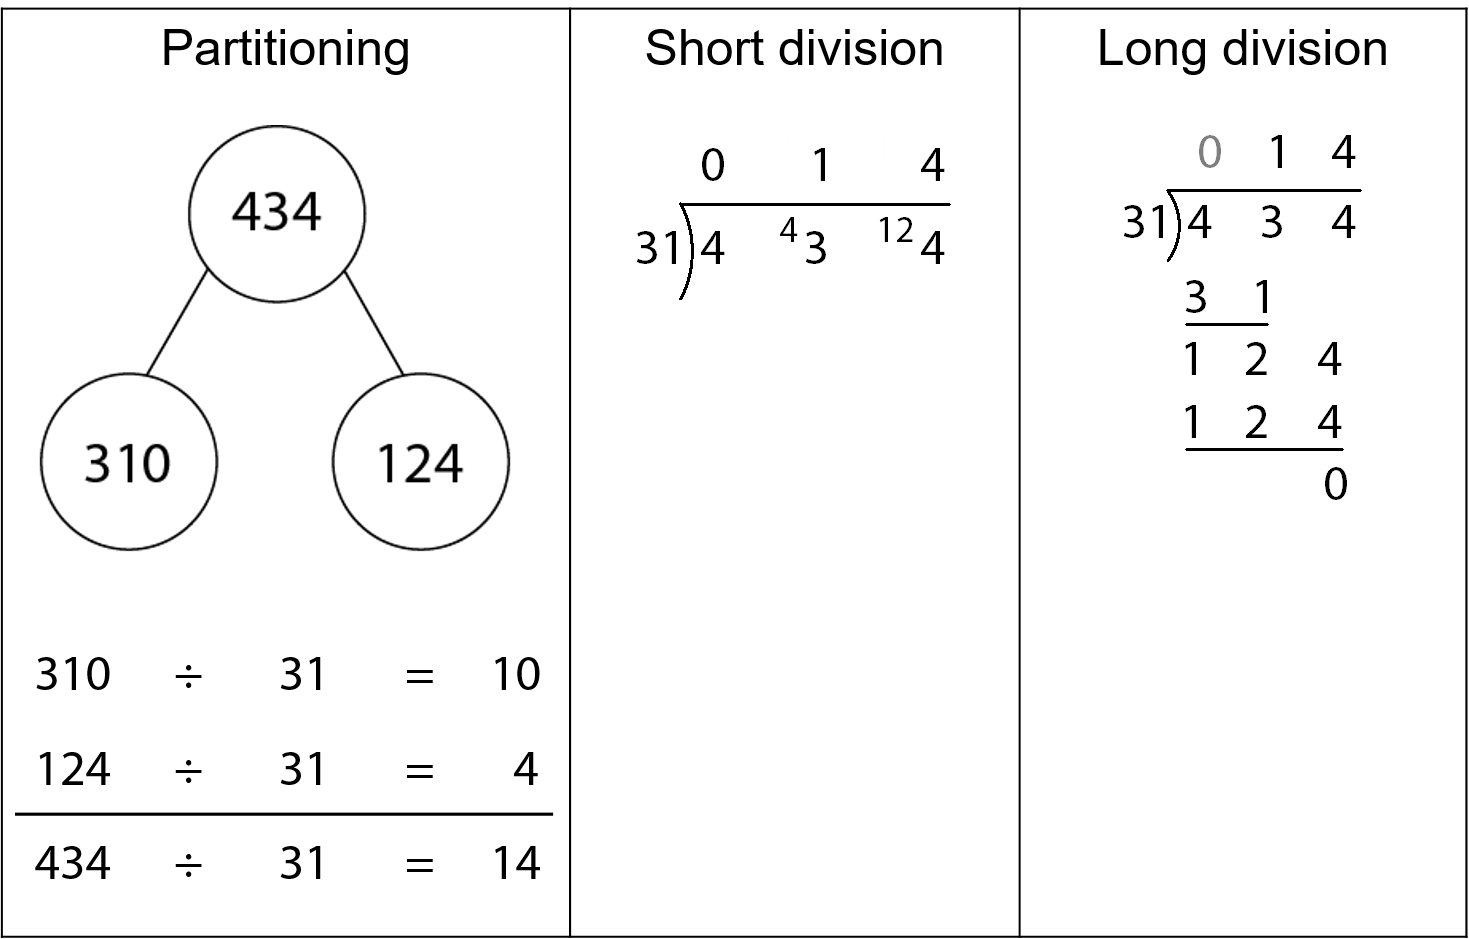 Partitioning
434
310 124
310 ÷ 31 = 10
124 ÷ 31 = 4
434 ÷ 31 = 14
Short division
0 1 4
31)4 ⁴3 ¹²4
Long division
0 1 4
31)4 3 4
3 1
1 2 4
1 2 4
0